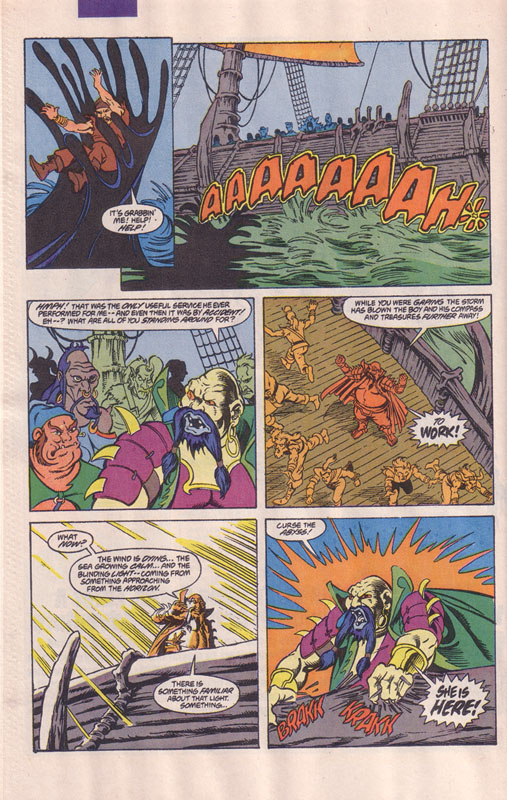 IT'S GRABBIN'
ME! HELP!
HELP!
AAAAAAAAH
HMPH! THAT WAS THE ONLY USEFUL SERVICE HE EVER
PERFORMED FOR ME--AND EVEN THEN IT WAS BY ACCIDENT!
EH--? WHAT ARE ALL OF YOU STANDING AROUND FOR?
WHILE YOU WERE GAPING THE STORM
HAS BLOWN THE BOY AND HIS COMPASS
AND TREASURES FURTHER AWAY!
TO
WORK!
WHAT
NOW?
THE WIND IS DYING... THE
SEA GROWING CALM... AND THE
BLINDING LIGHT--COMING FROM
SOMETHING APPROACHING
FROM THE HORIZON.
THERE IS
SOMETHING FAMILIAR
ABOUT THAT LIGHT.
SOMETHING...
CURSE THE
ABYSS!
SHE IS
HERE!
BRAKK
KRAKK